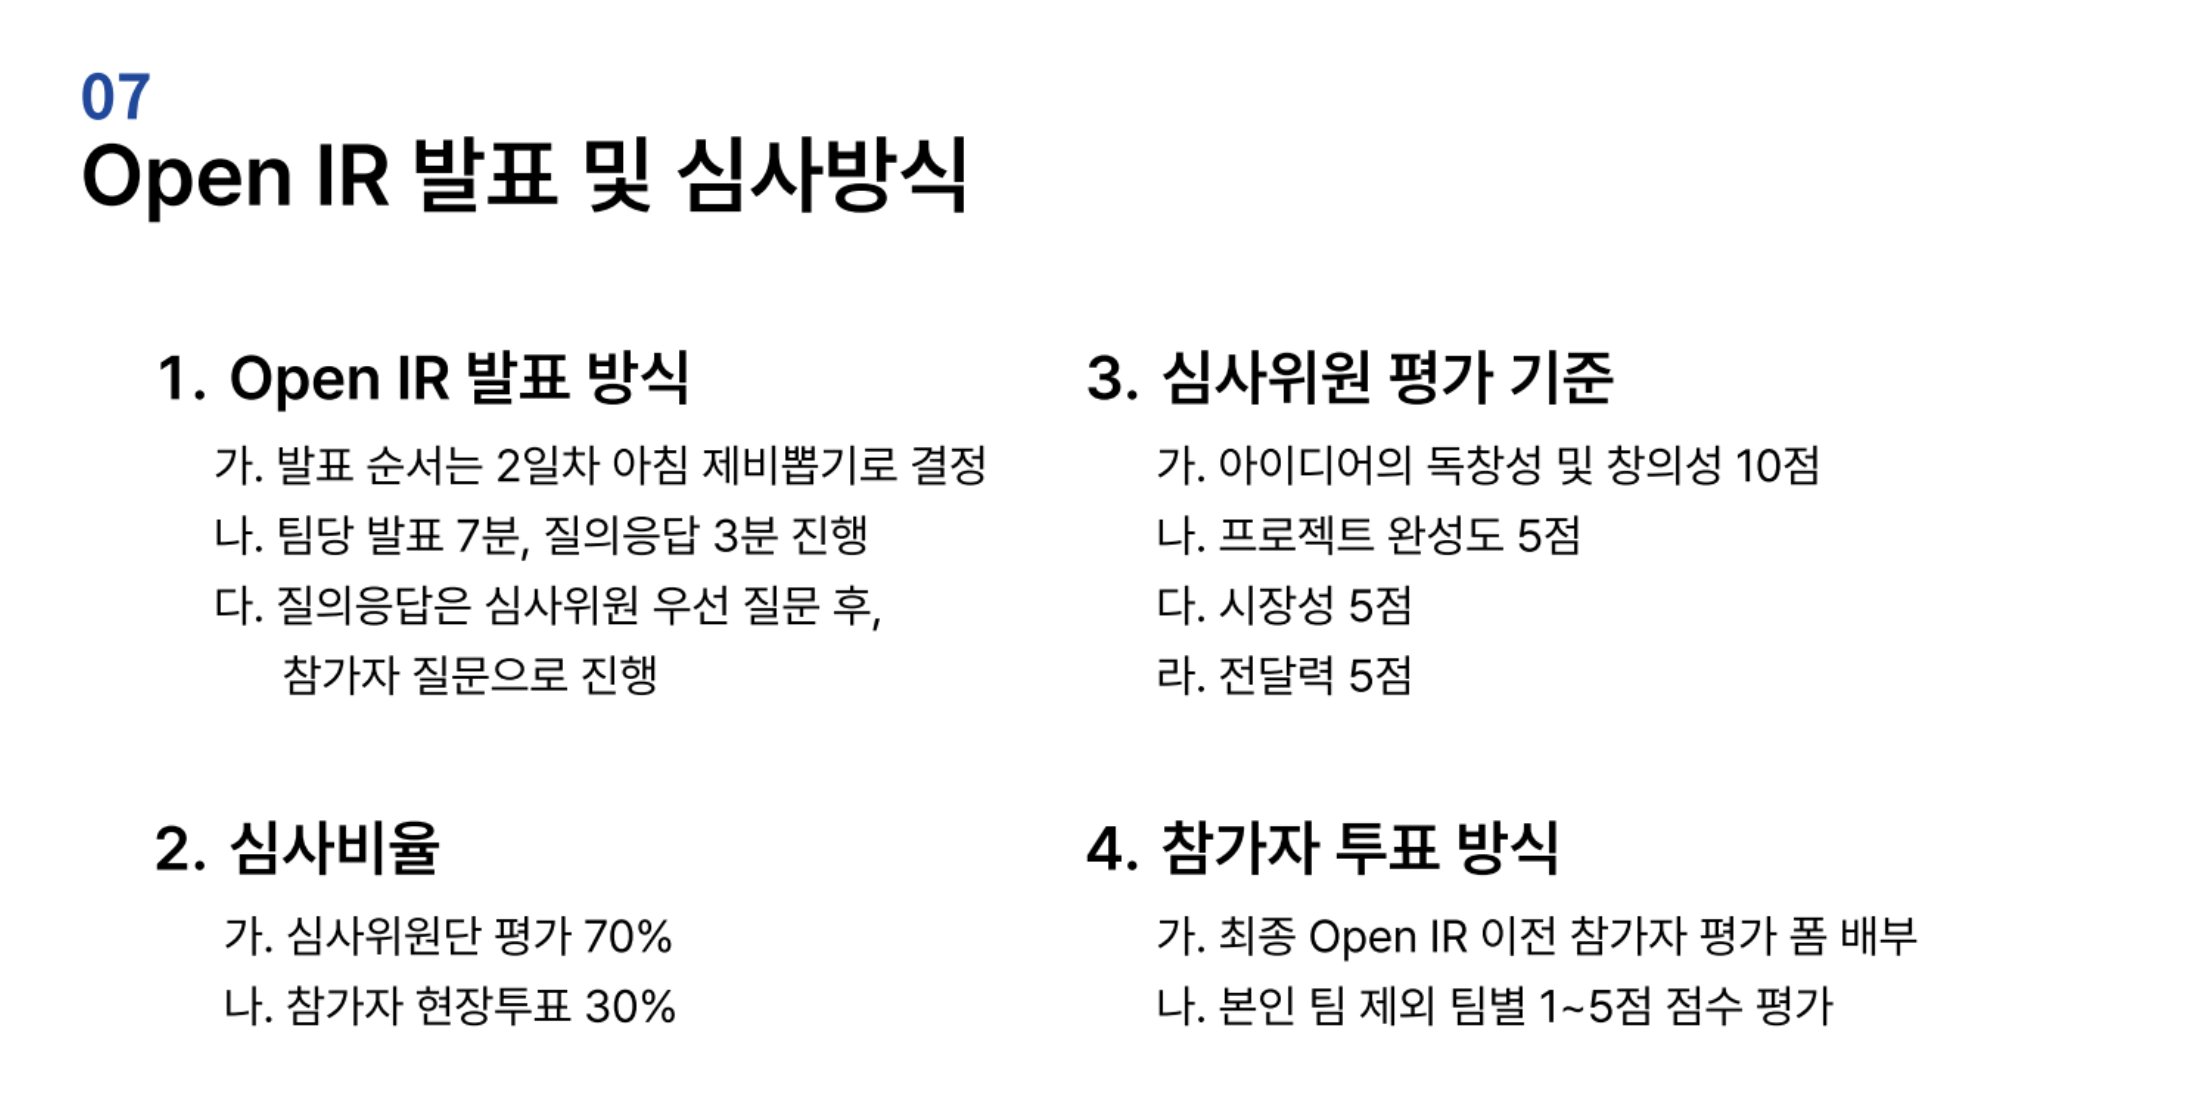 07
Open IR 발표 및 심사방식
1. Open IR 발표 방식
가. 발표 순서는 2일차 아침 제비뽑기로 결정
나. 팀당 발표 7분, 질의응답 3분 진행
다. 질의응답은 심사위원 우선 질문 후,
참가자 질문으로 진행
2. 심사비율
가. 심사위원단 평가 70%
나. 참가자 현장투표 30%
3. 심사위원 평가 기준
가. 아이디어의 독창성 및 창의성 10점
나. 프로젝트 완성도 5점
다. 시장성 5점
라. 전달력 5점
4. 참가자 투표 방식
가. 최종 Open IR 이전 참가자 평가 폼 배부
나. 본인 팀 제외 팀별 1~5점 점수 평가